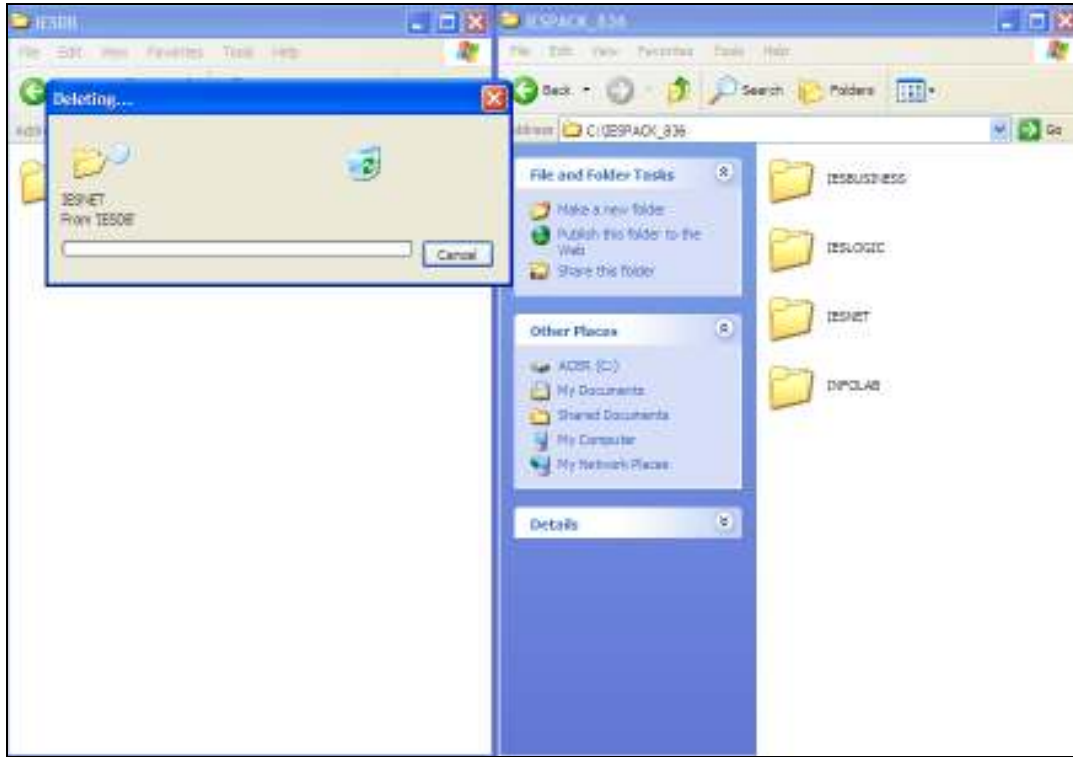 IESDB
File Edit View Favorites Tools Help
Deleting...
IESNET
From 'IESDB'
Cancel
IESPACK_836
File Edit View Favorites Tools Help
Back
Search
Folders
Address
C:\IESPACK_836
Go
File and Folder Tasks
Make a new folder
Publish this folder to the
Web
Share this folder
Other Places
ACER (C:)
My Documents
Shared Documents
My Computer
My Network Places
Details
IESBUSINESS
IESLOGIC
IESNET
INFOLAB